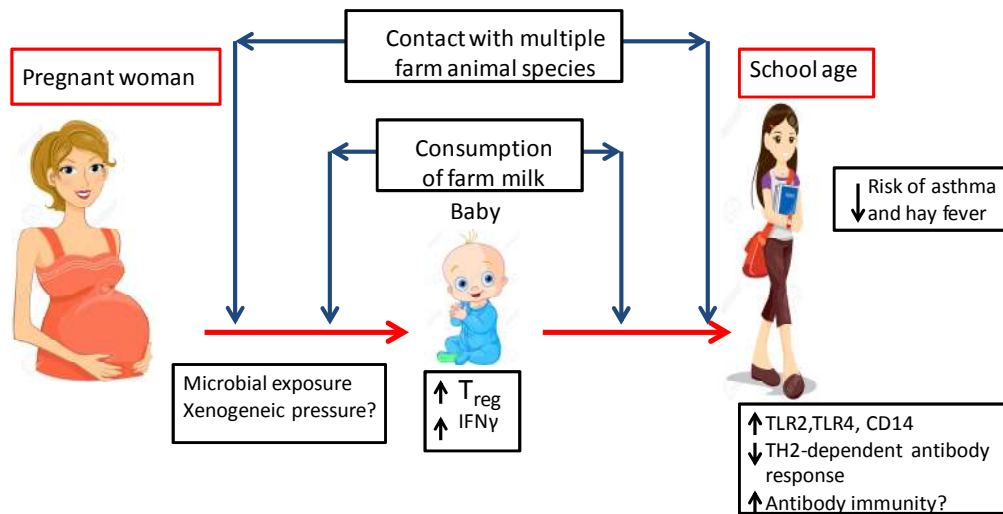 Contact with multiple
farm animal species
Pregnant woman
School age
Consumption
of farm milk
Baby
↓ Risk of asthma
and hay fever
Microbial exposure
Xenogeneic pressure?
↑ Treg
↑ IFNγ
↑ TLR2,TLR4, CD14
↓ TH2-dependent antibody
response
↑ Antibody immunity?